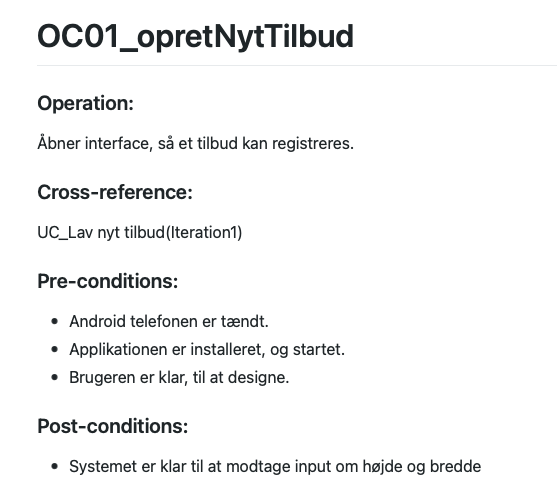 OC01_opretNytTilbud
Operation:
Åbner interface, så et tilbud kan registreres.
Cross-reference:
UC_Lav nyt tilbud(Iteration1)
Pre-conditions:
• Android telefonen er tændt.
• Applikationen er installeret, og startet.
• Brugeren er klar, til at designe.
Post-conditions:
• Systemet er klar til at modtage input om højde og bredde